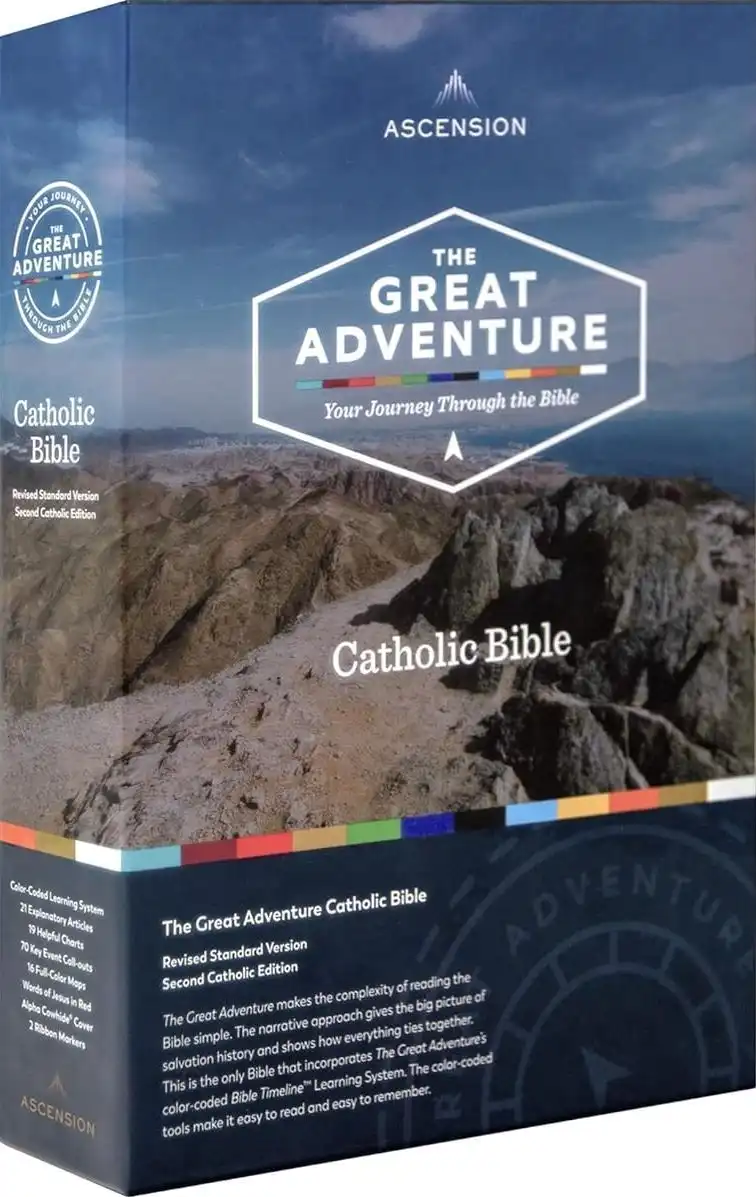 ASCENSION
THE
GREAT
ADVENTURE
Your Journey Through the Bible
Catholic Bible
The Great Adventure Catholic Bible
Revised Standard Version
Second Catholic Edition
The Great Adventure makes the complexity of reading the
Bible simple. The narrative approach gives the big picture of
salvation history and shows how everything ties together.
This is the only Bible that incorporates The Great Adventure's
color-coded Bible Timeline™ Learning System. The color-coded
tools make it easy to read and easy to remember.
ADVENTUR
YOUR JOURNEY
THE
GREAT
ADVENTURE
THROUGH THE BIBLE
Catholic
Bible
Revised Standard Version
Second Catholic Edition
Color-Coded Learning System
21 Explanatory Articles
19 Helpful Charts
70 Key Event Call-outs
16 Full-Color Maps
Words of Jesus in Red
Alpha Cowhide® Cover
2 Ribbon Markers
ASCENSION